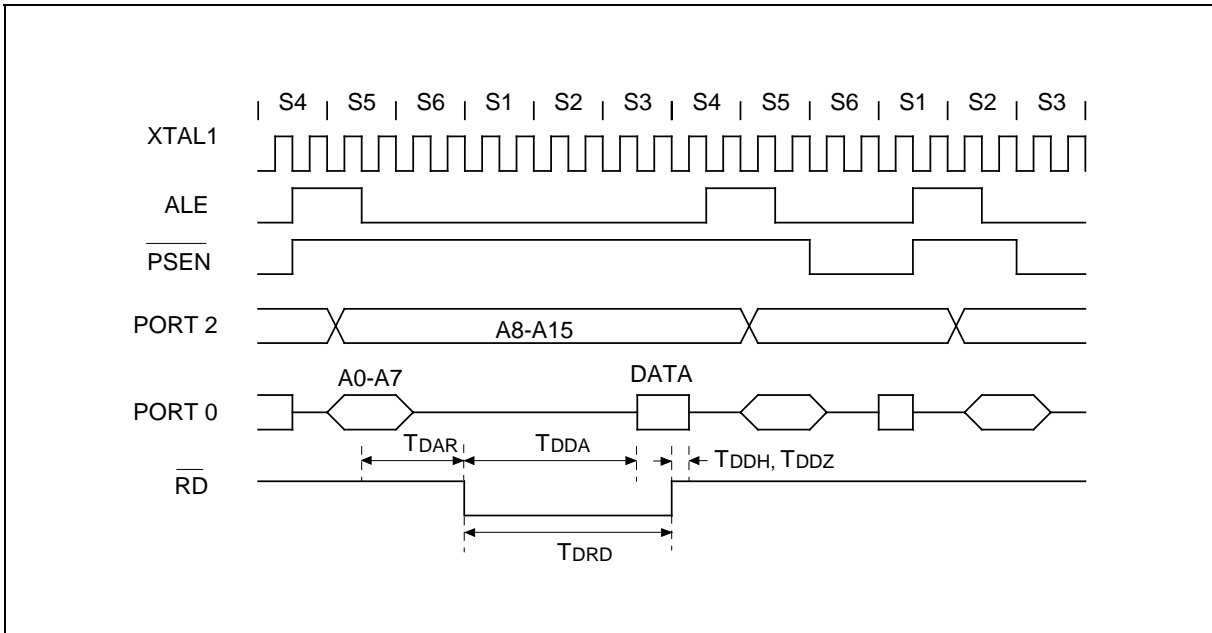 S4 S5 S6 S1 S2 S3 S4 S5 S6 S1 S2 S3
XTAL1
ALE
PSEN
PORT 2
A8-A15
A0-A7 DATA
PORT 0
TDAR TDDA TDDH, TDDZ
RD
TDRD